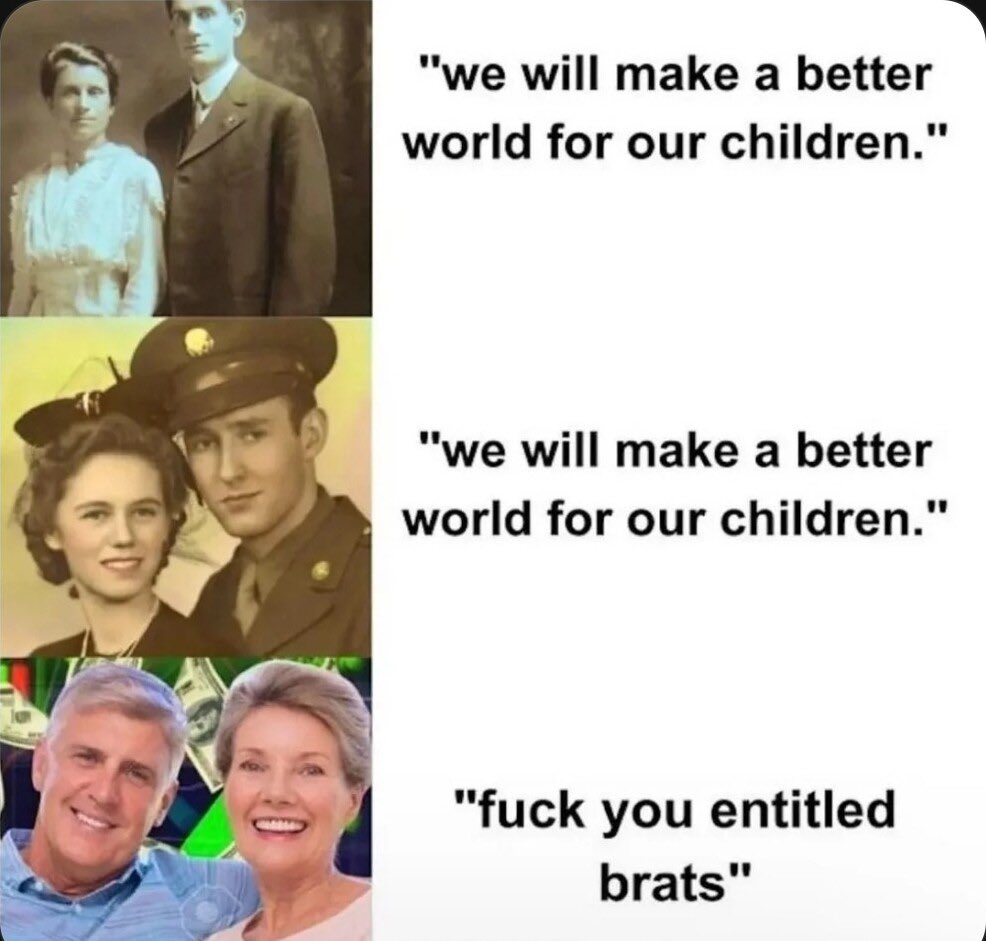 "we will make a better
world for our children."
"we will make a better
world for our children."
"fuck you entitled
brats"